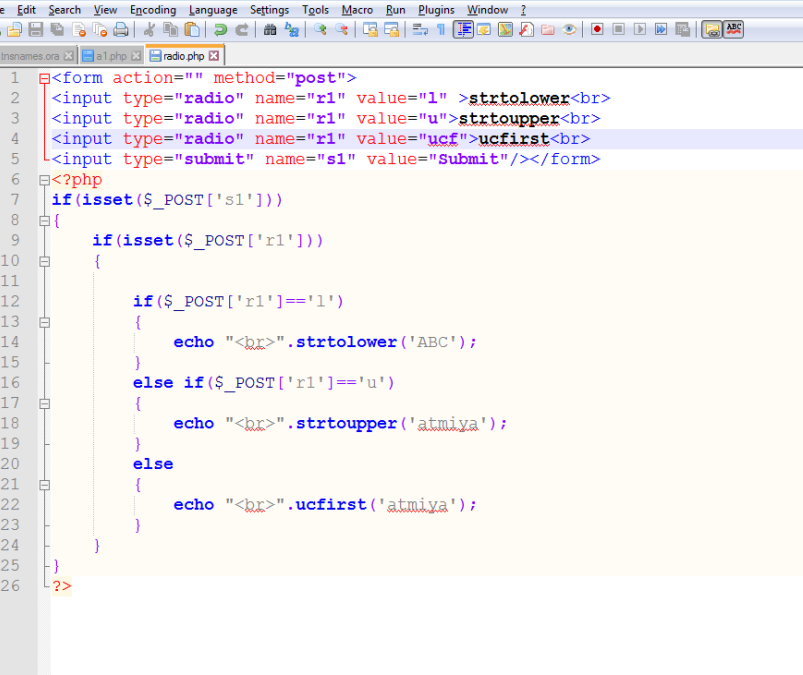 e Edit Search View Encoding Language Settings Tools Macro Run Plugins Window ?
tnsnames.ora a1.php radio.php
1 <form action="" method="post">
2 <input type="radio" name="r1" value="l" >strtolower<br>
3 <input type="radio" name="r1" value="u">strtoupper<br>
4 <input type="radio" name="r1" value="ucf">ucfirst<br>
5 <input type="submit" name="s1" value="Submit"/></form>
6 <?php
7 if(isset($_POST['s1']))
8 {
9 if(isset($_POST['r1']))
10 {
11
12 if($_POST['r1']=='l')
13 {
14 echo "<br>".strtolower('ABC');
15 }
16 else if($_POST['r1']=='u')
17 {
18 echo "<br>".strtoupper('atmiya');
19 }
20 else
21 {
22 echo "<br>".ucfirst('atmiya');
23 }
24 }
25 }
26 ?>